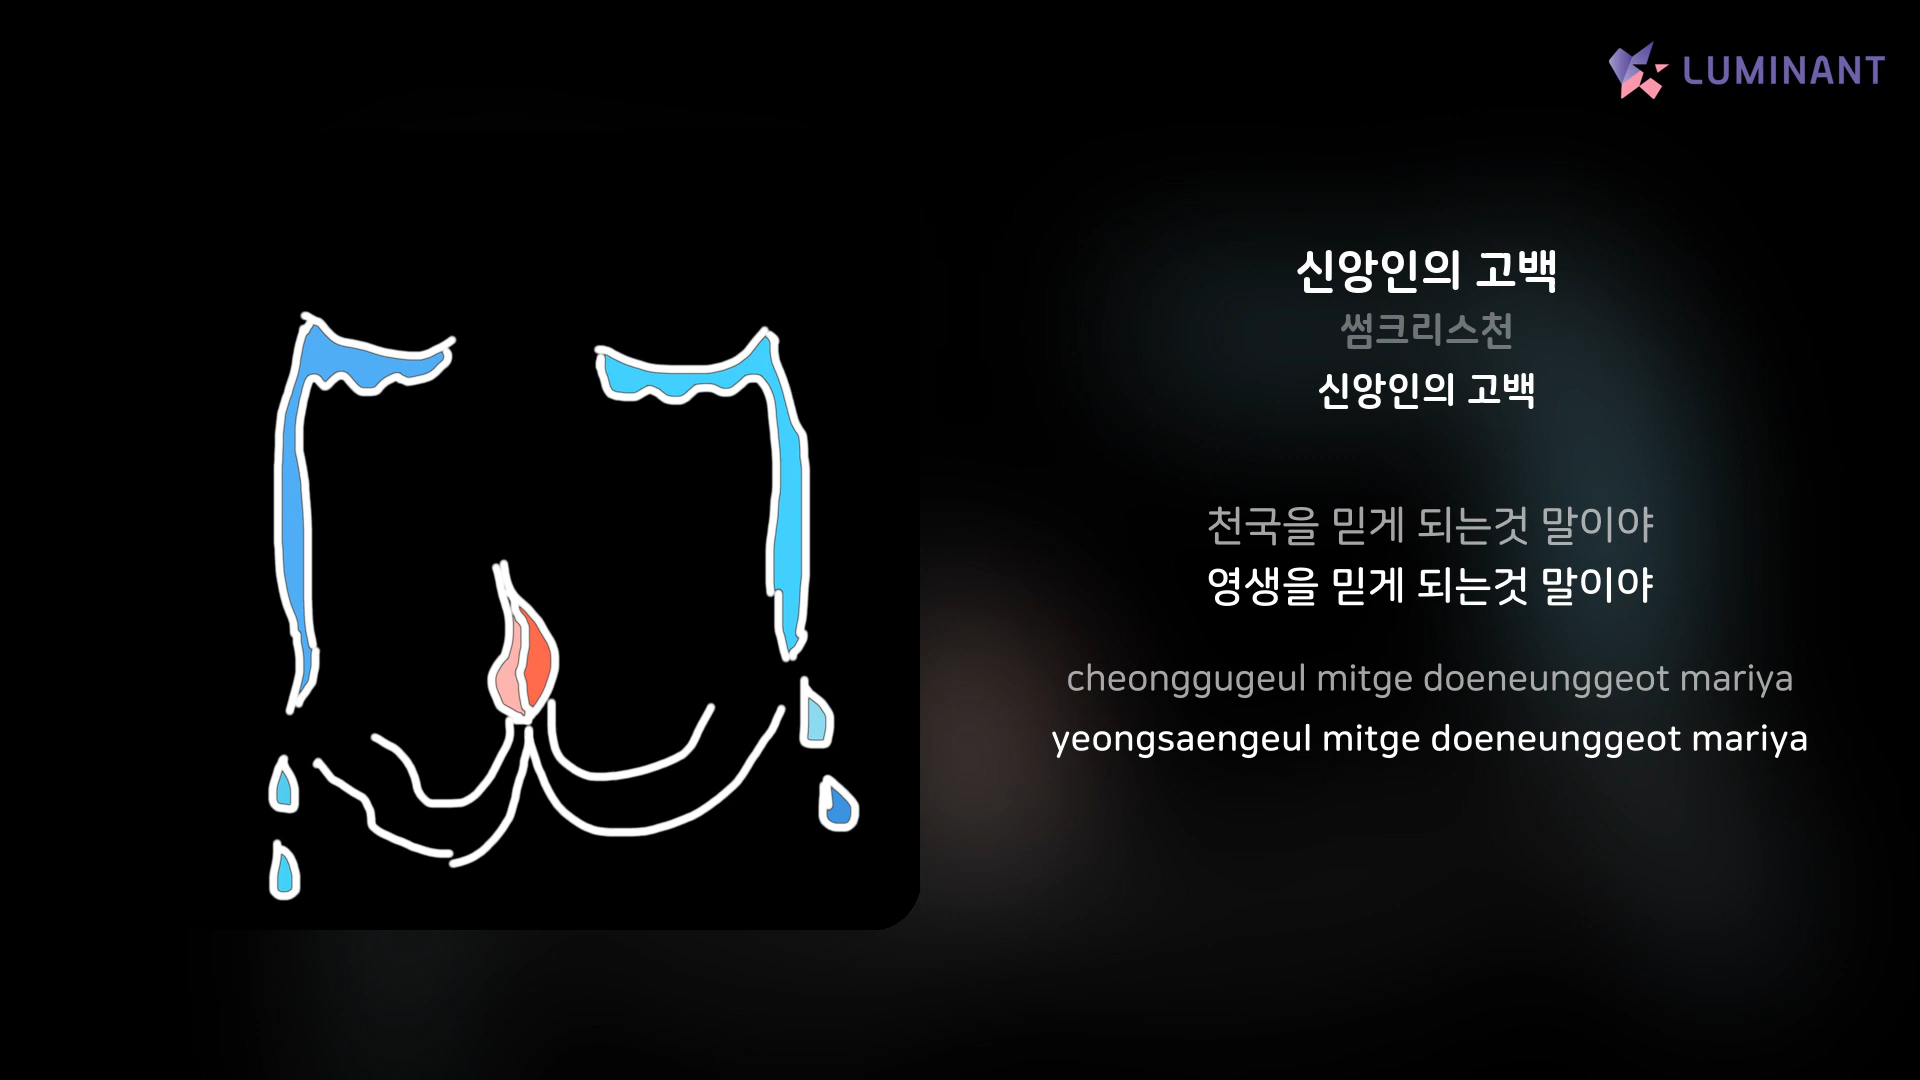 LUMINANT
신앙인의 고백
썸크리스천
신앙인의 고백
천국을 믿게 되는것 말이야
영생을 믿게 되는것 말이야
cheonggugeul mitge doeneunggeot mariya
yeongsaengeul mitge doeneunggeot mariya